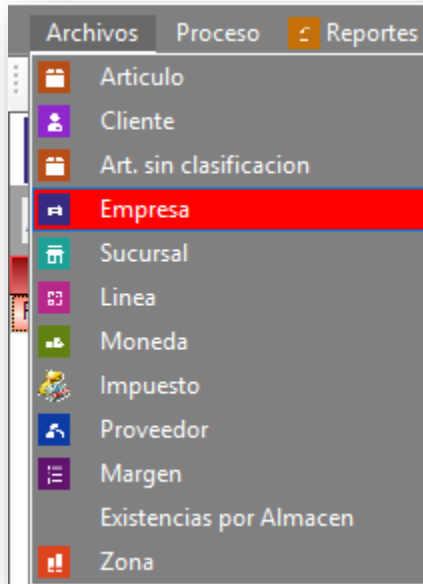 Archivos Proceso Reportes
Articulo
Cliente
Art. sin clasificacion
Empresa
Sucursal
Linea
Moneda
Impuesto
Proveedor
Margen
Existencias por Almacen
Zona